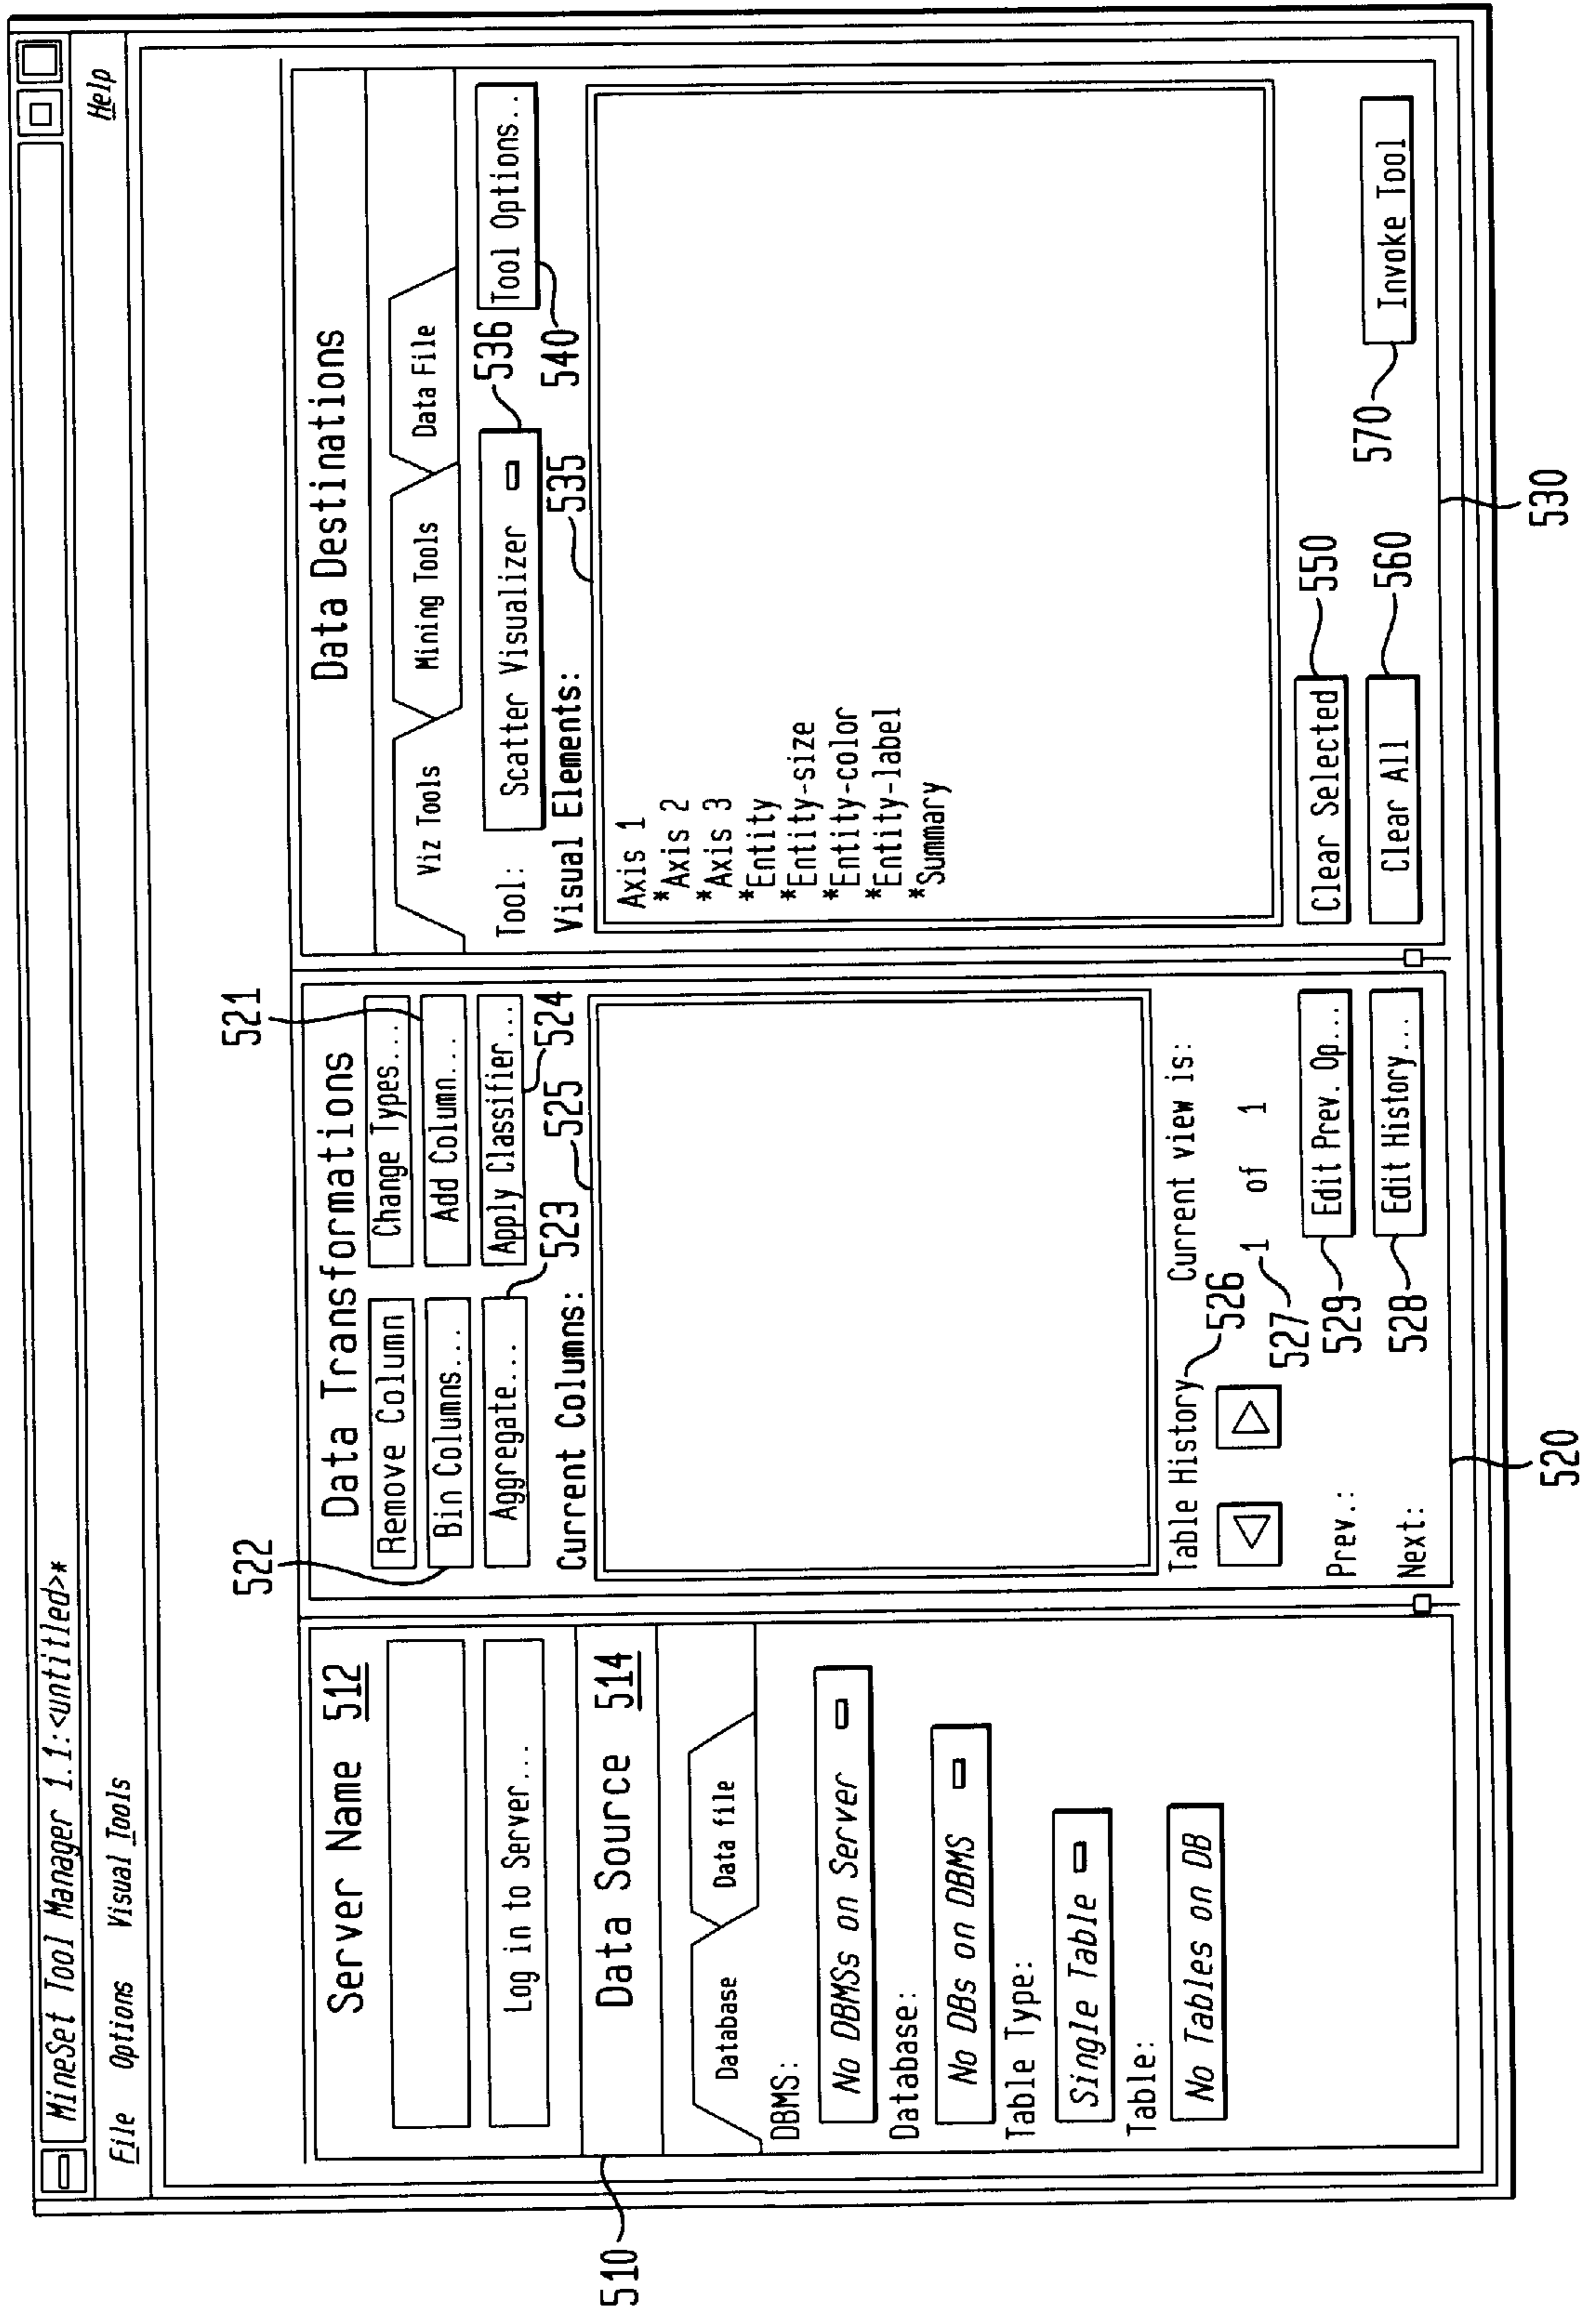 MineSet Tool Manager 1.1:<untitled>*
File Options Visual Tools Help
Server Name 512
Log in to Server...
Data Source 514
Database Data file
DBMS:
No DBMSs on Server
Database:
No DBs on DBMS
Table Type:
Single Table
Table:
No Tables on DB
510
522
521
Data Transformations
Remove Column Change Types...
Bin Columns... Add Column...
Aggregate... Apply Classifier...
523
524
Current Columns: 525
Table History 526 Current view is:
527 1 of 1
Prev.: 529 Edit Prev. Op...
Next: 528 Edit History...
520
Data Destinations
Viz Tools Mining Tools Data File
Tool: Scatter Visualizer 536 Tool Options..
540
Visual Elements: 535
Axis 1
*Axis 2
*Axis 3
*Entity
*Entity-size
*Entity-color
*Entity-label
*Summary
Clear Selected 550
Clear All 560 570 Invoke Tool
530